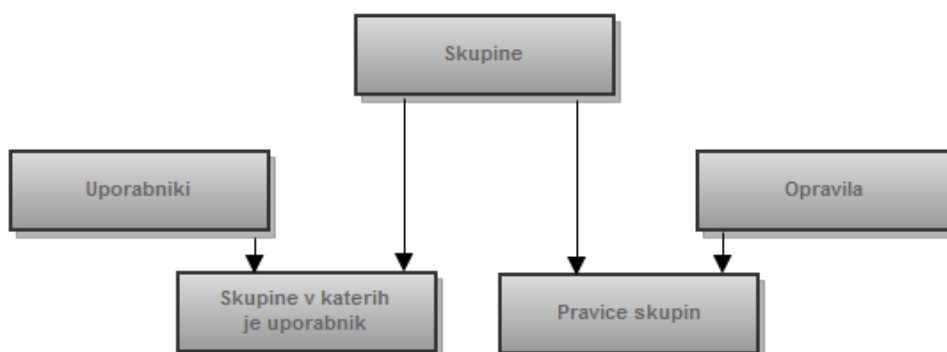 Skupine
Uporabniki
Opravila
Skupine v katerih
je uporabnik
Pravice skupin